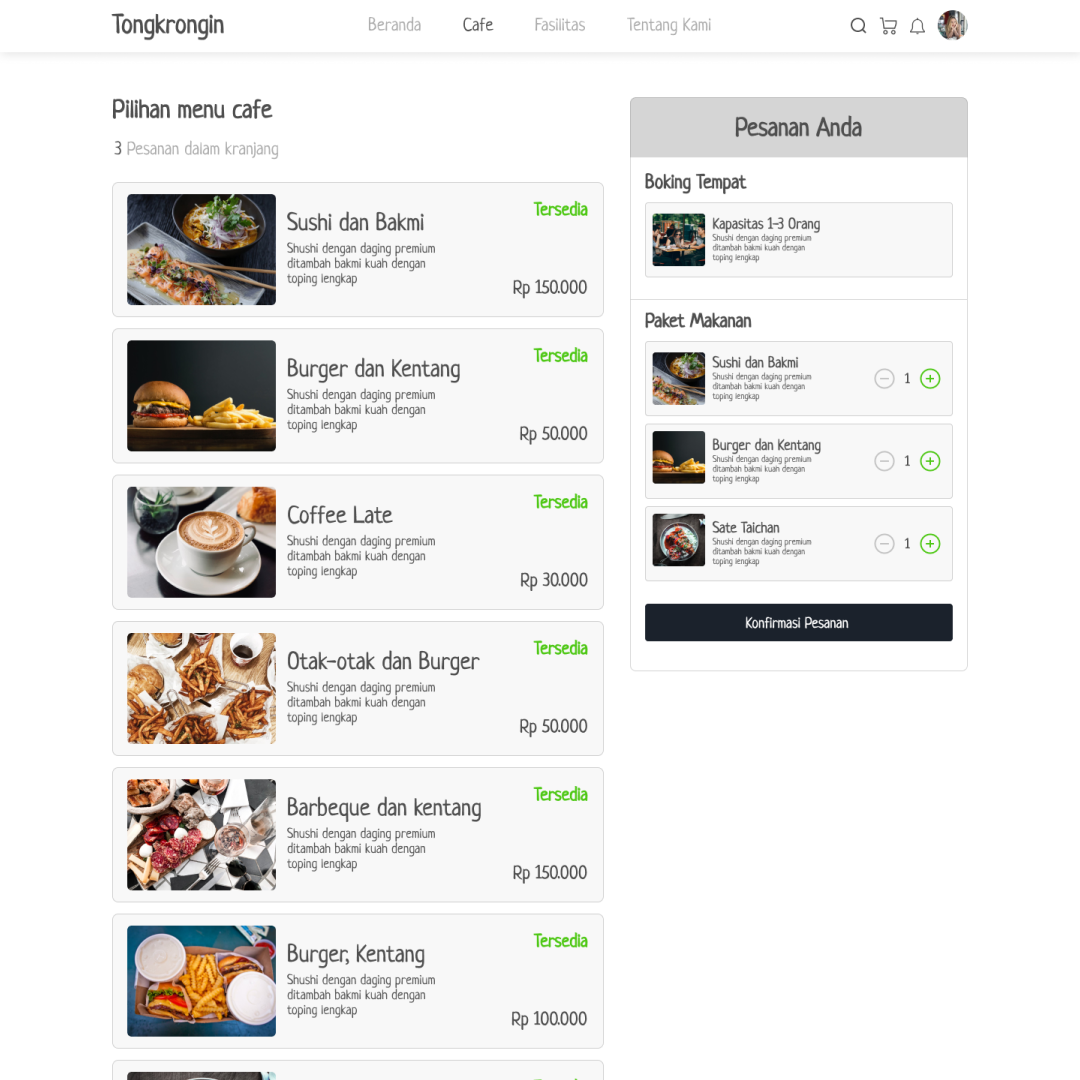 Tongkrongin
Beranda
Cafe
Fasilitas
Tentang Kami
Pilihan menu cafe
3 Pesanan dalam kranjang
Sushi dan Bakmi
Tersedia
Shushi dengan daging premium
ditambah bakmi kuah dengan
toping lengkap
Rp 150.000
Burger dan Kentang
Tersedia
Shushi dengan daging premium
ditambah bakmi kuah dengan
toping lengkap
Rp 50.000
Coffee Late
Tersedia
Shushi dengan daging premium
ditambah bakmi kuah dengan
toping lengkap
Rp 30.000
Otak-otak dan Burger
Tersedia
Shushi dengan daging premium
ditambah bakmi kuah dengan
toping lengkap
Rp 50.000
Barbeque dan kentang
Tersedia
Shushi dengan daging premium
ditambah bakmi kuah dengan
toping lengkap
Rp 150.000
Burger, Kentang
Tersedia
Shushi dengan daging premium
ditambah bakmi kuah dengan
toping lengkap
Rp 100.000
Pesanan Anda
Boking Tempat
Kapasitas 1-3 Orang
Shushi dengan daging premium
ditambah bakmi kuah dengan
toping lengkap
Paket Makanan
Sushi dan Bakmi
Shushi dengan daging premium
ditambah bakmi kuah dengan
toping lengkap
1
Burger dan Kentang
Shushi dengan daging premium
ditambah bakmi kuah dengan
toping lengkap
1
Sate Taichan
Shushi dengan daging premium
ditambah bakmi kuah dengan
toping lengkap
1
Konfirmasi Pesanan